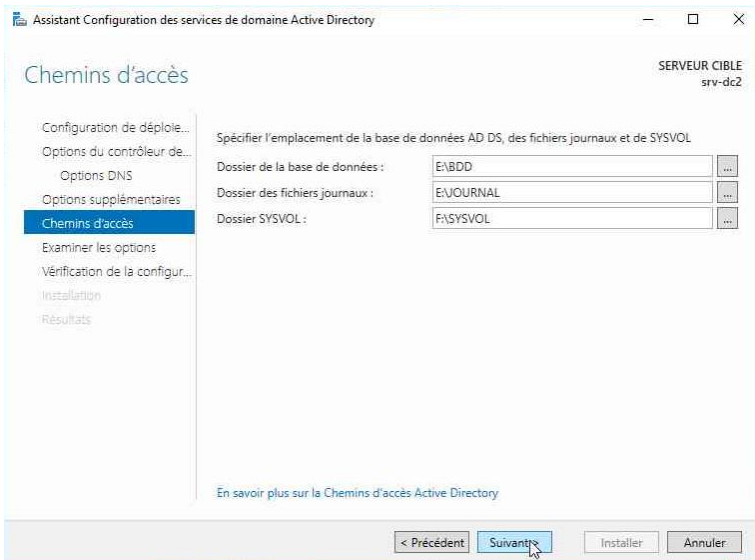 Assistant Configuration des services de domaine Active Directory
Chemins d'accès
SERVEUR CIBLE
srv-dc2
Configuration de déploie...
Options du contrôleur de...
Options DNS
Options supplémentaires
Chemins d'accès
Examiner les options
Vérification de la configur...
Installation
Résultats
Spécifier l'emplacement de la base de données AD DS, des fichiers journaux et de SYSVOL
Dossier de la base de données : E:\BDD ...
Dossier des fichiers journaux : E:\JOURNAL ...
Dossier SYSVOL : F:\SYSVOL ...
En savoir plus sur la Chemins d'accès Active Directory
< Précédent Suivant > Installer Annuler